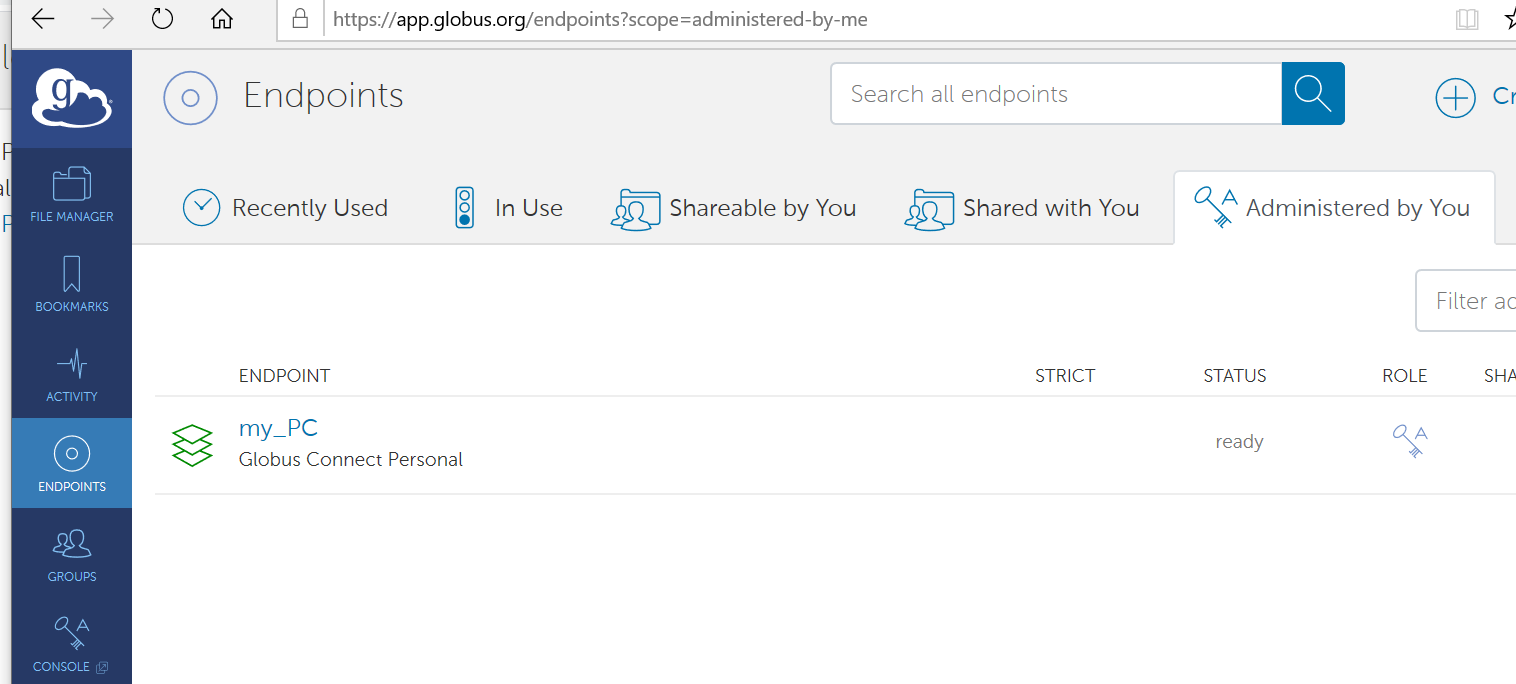 https://app.globus.org/endpoints?scope=administered-by-me
g
Endpoints
Search all endpoints
Cr
FILE MANAGER
Recently Used
In Use
Shareable by You
Shared with You
Administered by You
BOOKMARKS
Filter
ACTIVITY
ENDPOINT STRICT STATUS ROLE SHA
my_PC
Globus Connect Personal
ready
ENDPOINTS
GROUPS
CONSOLE